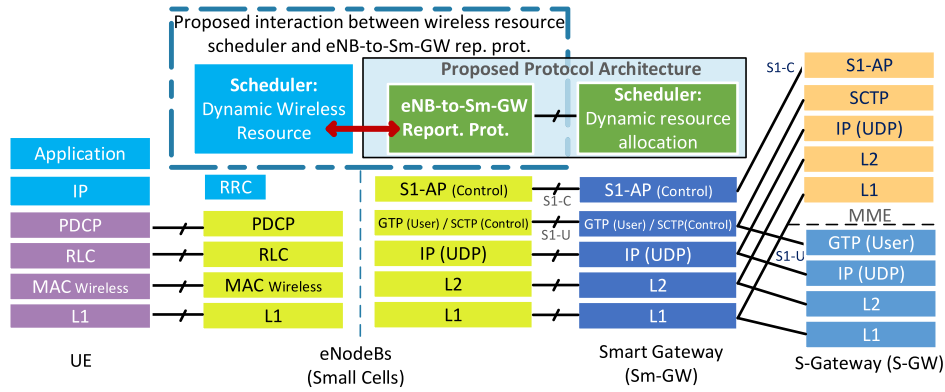 Proposed interaction between wireless resource
scheduler and eNB-to-Sm-GW rep. prot.
Proposed Protocol Architecture
Scheduler:
Dynamic Wireless
Resource
eNB-to-Sm-GW
Report. Prot.
Scheduler:
Dynamic resource
allocation
Application
IP
PDCP
RLC
MAC Wireless
L1
UE
RRC
PDCP
RLC
MAC Wireless
L1
S1-AP (Control)
GTP (User) / SCTP (Control)
IP (UDP)
L2
L1
eNodeBs
(Small Cells)
S1-C
S1-U
S1-AP (Control)
GTP (User) / SCTP(Control)
IP (UDP)
L2
L1
Smart Gateway
(Sm-GW)
S1-C
S1-U
S1-AP
SCTP
IP (UDP)
L2
L1
MME
GTP (User)
IP (UDP)
L2
L1
S-Gateway (S-GW)